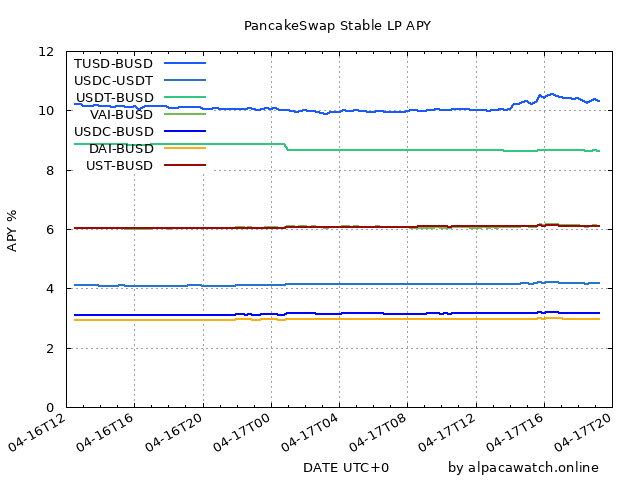 PancakeSwap Stable LP APY
12
10
8
6
4
2
0
APY %
TUSD-BUSD
USDC-USDT
USDT-BUSD
VAI-BUSD
USDC-BUSD
DAI-BUSD
UST-BUSD
04-16T12
04-16T16
04-16T20
04-17T00
04-17T04
04-17T08
04-17T12
04-17T16
04-17T20
DATE UTC+0
by alpacawatch.online